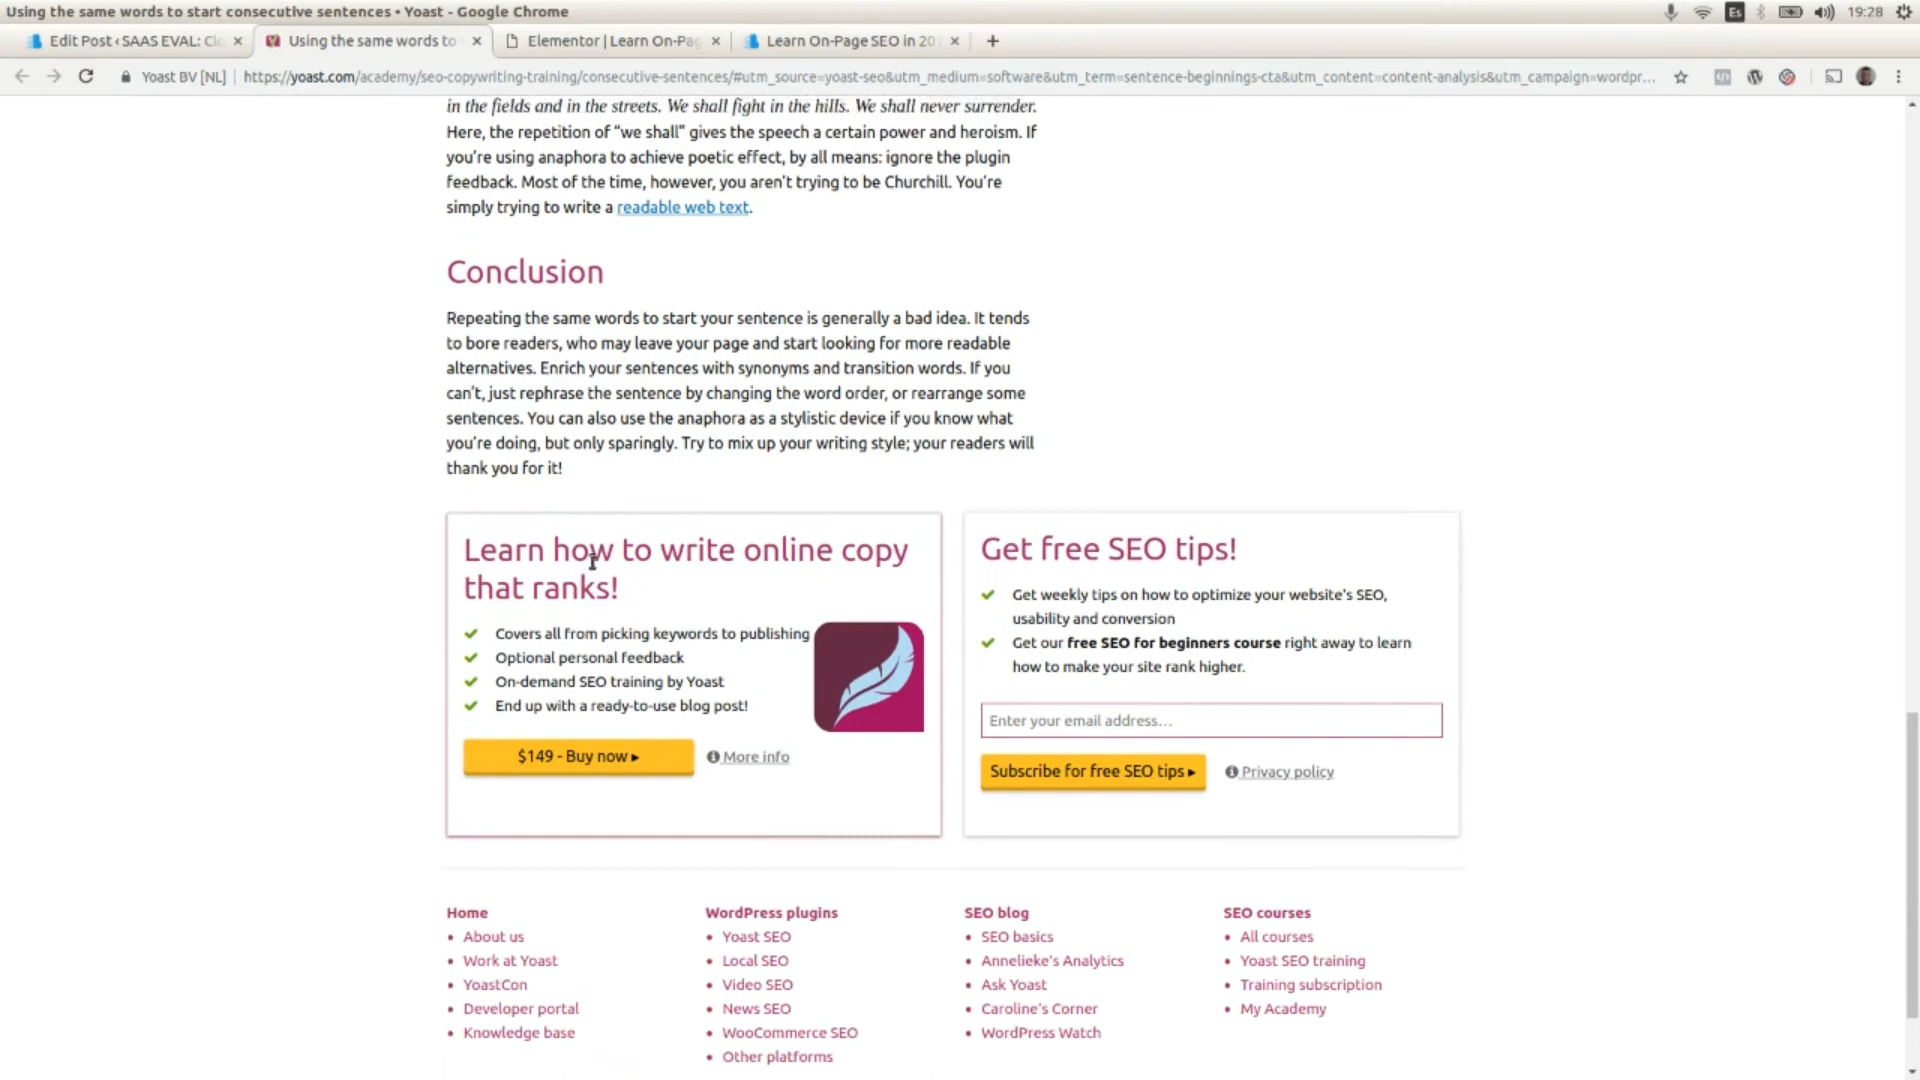 Using the same words to start consecutive sentences • Yoast - Google Chrome
Es
19:28
Edit Post ‹ SAAS EVAL: Cl
Using the same words to
Elementor | Learn On-Pag
Learn On-Page SEO in 20
Yoast BV [NL] | https://yoast.com/academy/seo-copywriting-training/consecutive-sentences/#utm_source=yoast-seo&utm_medium=software&utm_term=sentence-beginnings-cta&utm_content=content-analysis&utm_campaign=wordpr...
in the fields and in the streets. We shall fight in the hills. We shall never surrender.
Here, the repetition of “we shall” gives the speech a certain power and heroism. If
you’re using anaphora to achieve poetic effect, by all means: ignore the plugin
feedback. Most of the time, however, you aren’t trying to be Churchill. You’re
simply trying to write a readable web text.
Conclusion
Repeating the same words to start your sentence is generally a bad idea. It tends
to bore readers, who may leave your page and start looking for more readable
alternatives. Enrich your sentences with synonyms and transition words. If you
can’t, just rephrase the sentence by changing the word order, or rearrange some
sentences. You can also use the anaphora as a stylistic device if you know what
you’re doing, but only sparingly. Try to mix up your writing style; your readers will
thank you for it!
Learn how to write online copy
that ranks!
Covers all from picking keywords to publishing
Optional personal feedback
On-demand SEO training by Yoast
End up with a ready-to-use blog post!
$149 - Buy now ▸
More info
Get free SEO tips!
Get weekly tips on how to optimize your website’s SEO,
usability and conversion
Get our free SEO for beginners course right away to learn
how to make your site rank higher.
Enter your email address...
Subscribe for free SEO tips ▸
Privacy policy
Home
• About us
• Work at Yoast
• YoastCon
• Developer portal
• Knowledge base
WordPress plugins
• Yoast SEO
• Local SEO
• Video SEO
• News SEO
• WooCommerce SEO
• Other platforms
SEO blog
• SEO basics
• Annelieke’s Analytics
• Ask Yoast
• Caroline’s Corner
• WordPress Watch
SEO courses
• All courses
• Yoast SEO training
• Training subscription
• My Academy